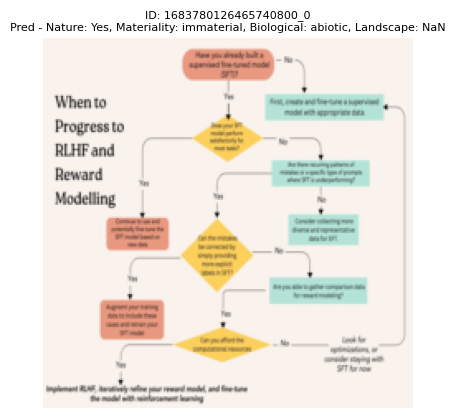 ID: 1683780126465740800_0
Pred - Nature: Yes, Materiality: immaterial, Biological: abiotic, Landscape: NaN
When to
Progress to
RLHF and
Reward
Modelling
Have you already built a
supervised fine-tuned model
(SFT)?
No
Yes
First, create and fine-tune a supervised
model with appropriate data.
Does your SFT
model perform
satisfactorily for
most tasks?
No
Yes
Are there recurring patterns of
mistakes or a specific type of prompts
where SFT is underperforming?
Yes
No
Continue to use and
potentially fine-tune the
SFT model based on
new data
Consider collecting more
diverse and representative
data for SFT.
Can the mistakes
be corrected by
simply providing
more explicit
labels in SFT?
No
Yes
Are you able to gather comparison data
for reward modeling?
Yes
Augment your training
data to include these
cases and retrain your
SFT model.
Can you afford the
computational resources
No
Yes
Look for
optimizations, or
consider staying with
SFT for now
Implement RLHF, iteratively refine your reward model, and fine-tune
the model with reinforcement learning